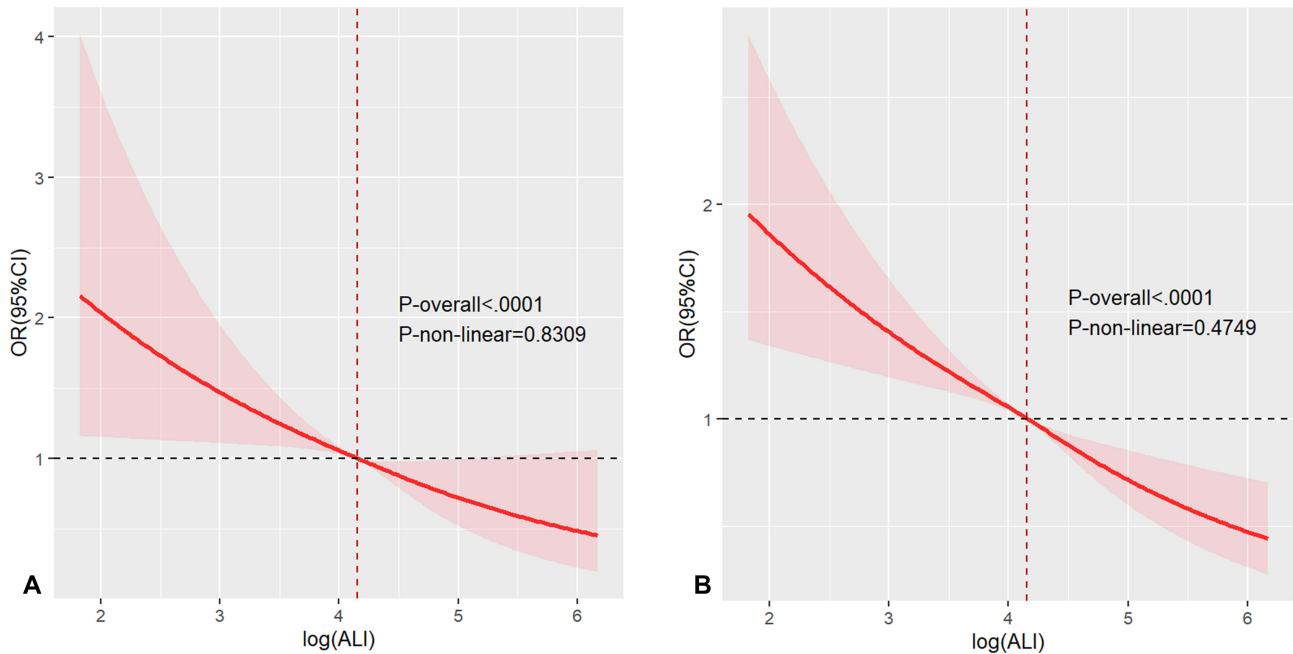 4
3
2
1
OR(95%CI)
P-overall<.0001
P-non-linear=0.8309
A
2 3 4 5 6
log(ALI)
2
1
OR(95%CI)
P-overall<.0001
P-non-linear=0.4749
B
2 3 4 5 6
log(ALI)